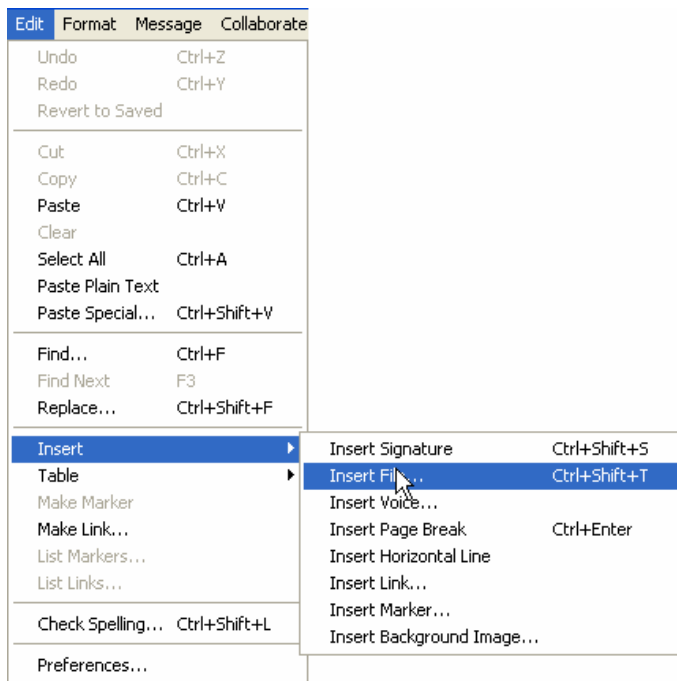 Edit Format Message Collaborate
Undo Ctrl+Z
Redo Ctrl+Y
Revert to Saved
Cut Ctrl+X
Copy Ctrl+C
Paste Ctrl+V
Clear
Select All Ctrl+A
Paste Plain Text
Paste Special... Ctrl+Shift+V
Find... Ctrl+F
Find Next F3
Replace... Ctrl+Shift+F
Insert
Table
Make Marker
Make Link...
List Markers...
List Links...
Check Spelling... Ctrl+Shift+L
Preferences...
Insert Signature Ctrl+Shift+S
Insert File... Ctrl+Shift+T
Insert Voice...
Insert Page Break Ctrl+Enter
Insert Horizontal Line
Insert Link...
Insert Marker...
Insert Background Image...